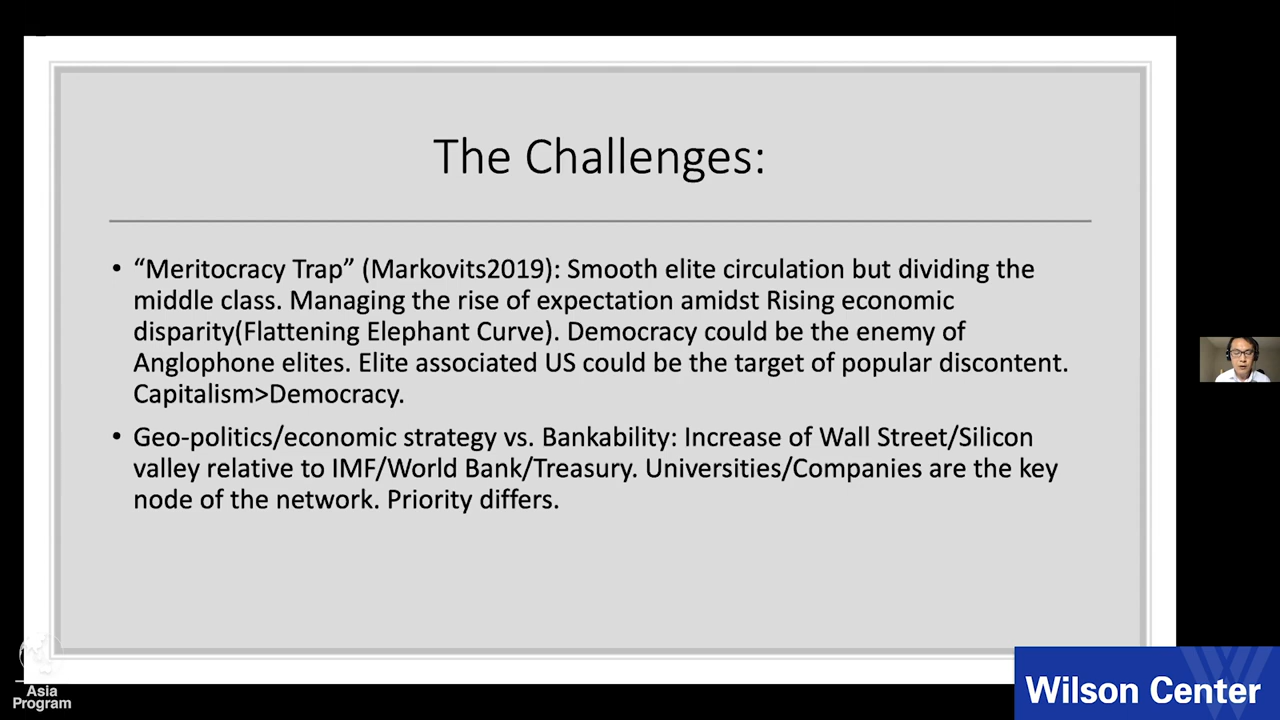 The Challenges:
• “Meritocracy Trap” (Markovits2019): Smooth elite circulation but dividing the
middle class. Managing the rise of expectation amidst Rising economic
disparity(Flattening Elephant Curve). Democracy could be the enemy of
Anglophone elites. Elite associated US could be the target of popular discontent.
Capitalism>Democracy.
• Geo-politics/economic strategy vs. Bankability: Increase of Wall Street/Silicon
valley relative to IMF/World Bank/Treasury. Universities/Companies are the key
node of the network. Priority differs.
Asia
Program
Wilson Center